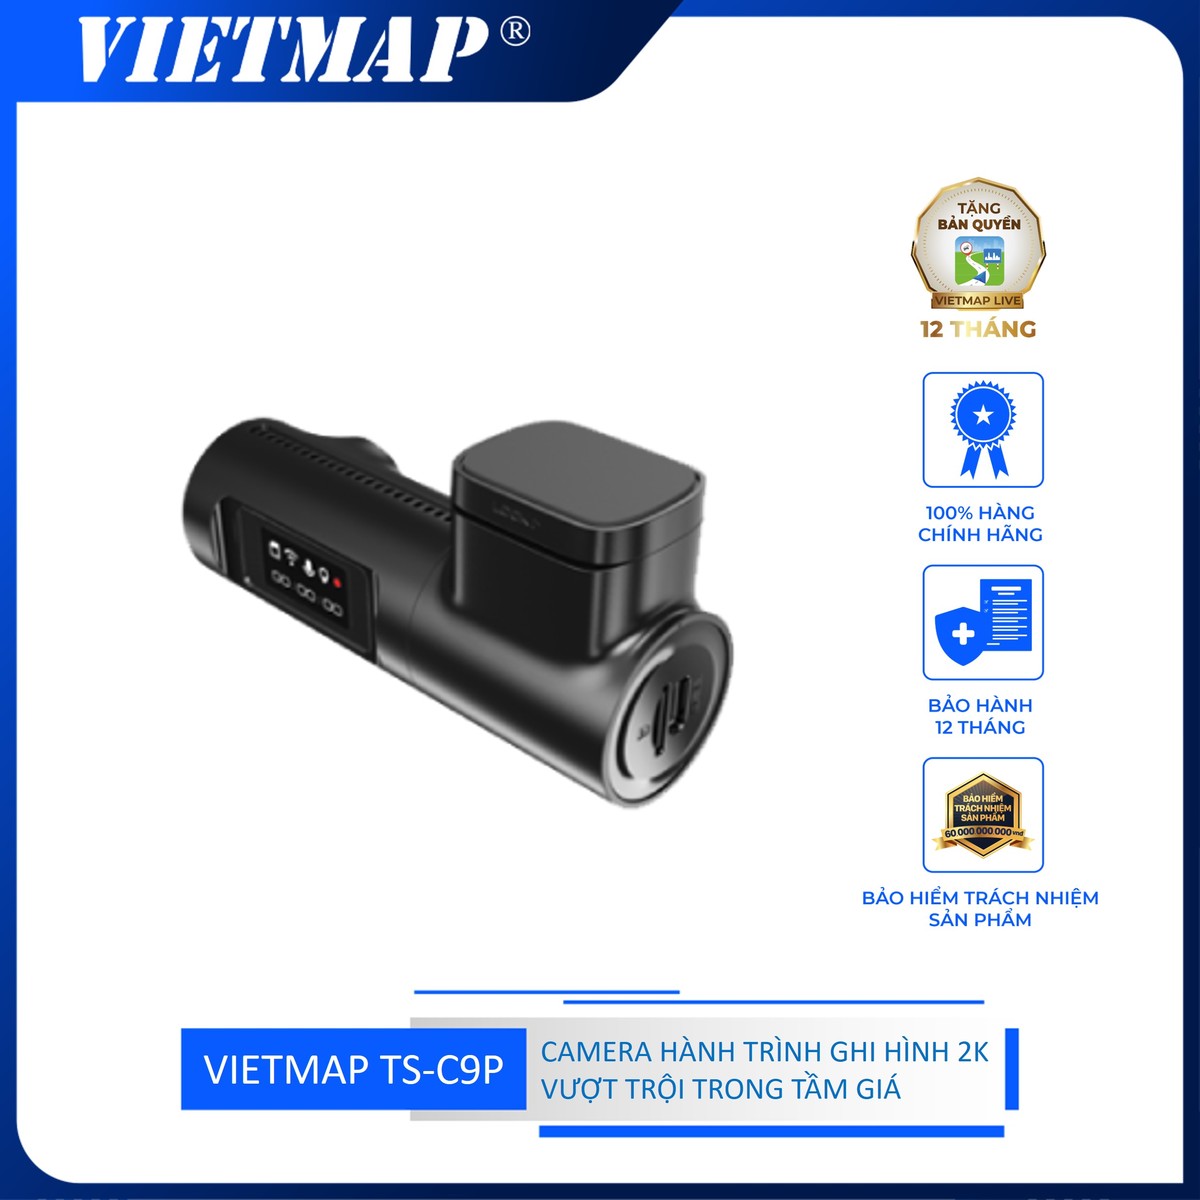 VIETMAP®
TẶNG
BẢN QUYỀN
VIETMAP LIVE
12 THÁNG
100% HÀNG
CHÍNH HÃNG
BẢO HÀNH
12 THÁNG
BẢO HIỂM
TRÁCH NHIỆM
SẢN PHẨM
60.000.000.000vnđ
BẢO HIỂM TRÁCH NHIỆM
SẢN PHẨM
VIETMAP TS-C9P
CAMERA HÀNH TRÌNH GHI HÌNH 2K
VƯỢT TRỘI TRONG TẦM GIÁ